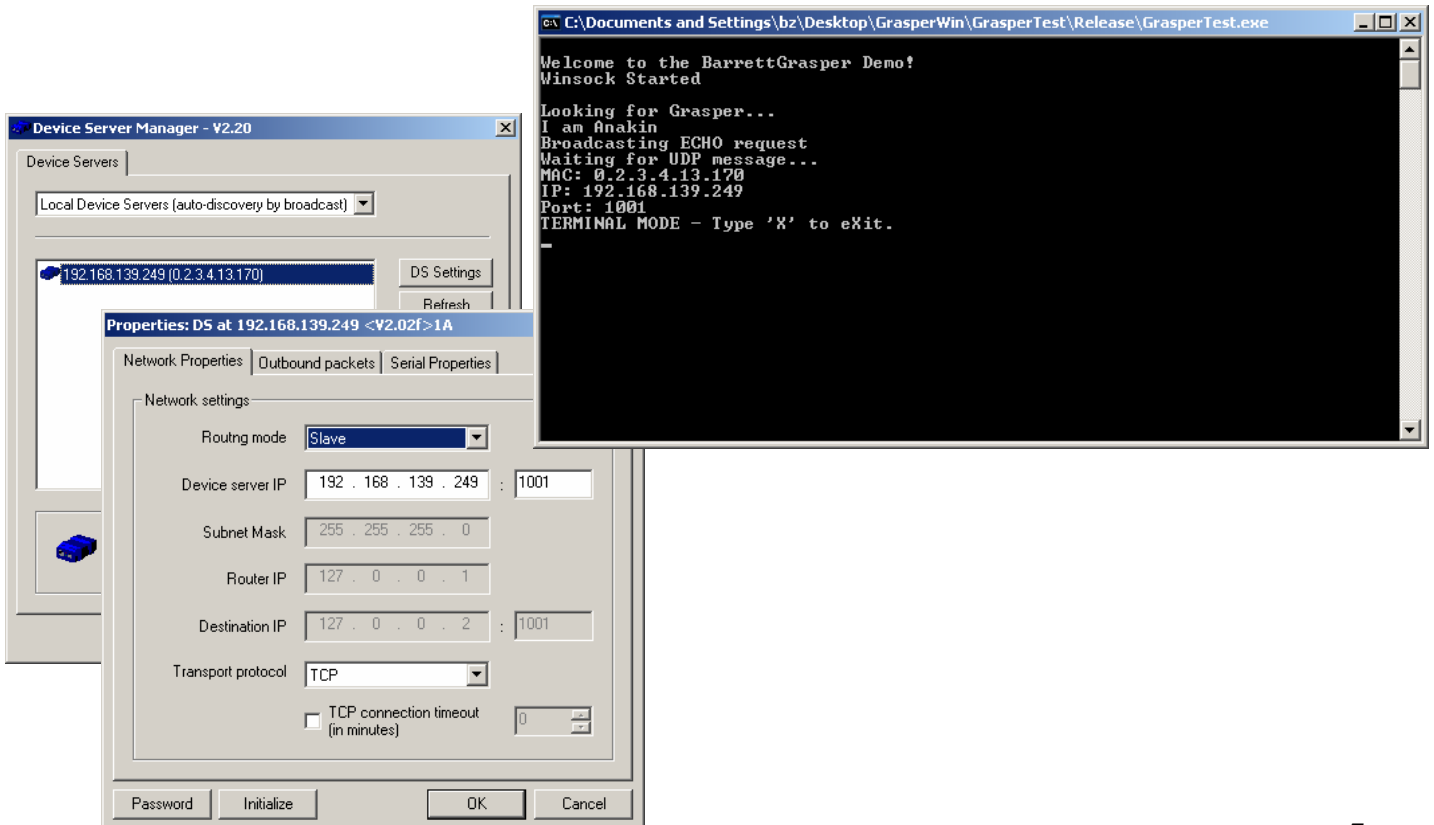 C:\Documents and Settings\bz\Desktop\GrasperWin\GrasperTest\Release\GrasperTest.exe
Welcome to the BarrettGrasper Demo!
Winsock Started
Looking for Grasper...
I am Anakin
Broadcasting ECHO request
Waiting for UDP message...
MAC: 0.2.3.4.13.170
IP: 192.168.139.249
Port: 1001
TERMINAL MODE - Type 'X' to eXit.
Device Server Manager - V2.20
Device Servers
Local Device Servers (auto-discovery by broadcast)
192.168.139.249 (0.2.3.4.13.170)
DS Settings
Refresh
Properties: DS at 192.168.139.249 <V2.02f>1A
Network Properties Outbound packets Serial Properties
Network settings
Routng mode Slave
Device server IP 192 . 168 . 139 . 249 : 1001
Subnet Mask 255 . 255 . 255 . 0
Router IP 127 . 0 . 0 . 1
Destination IP 127 . 0 . 0 . 2 : 1001
Transport protocol TCP
TCP connection timeout 0
(in minutes)
Password Initialize OK Cancel